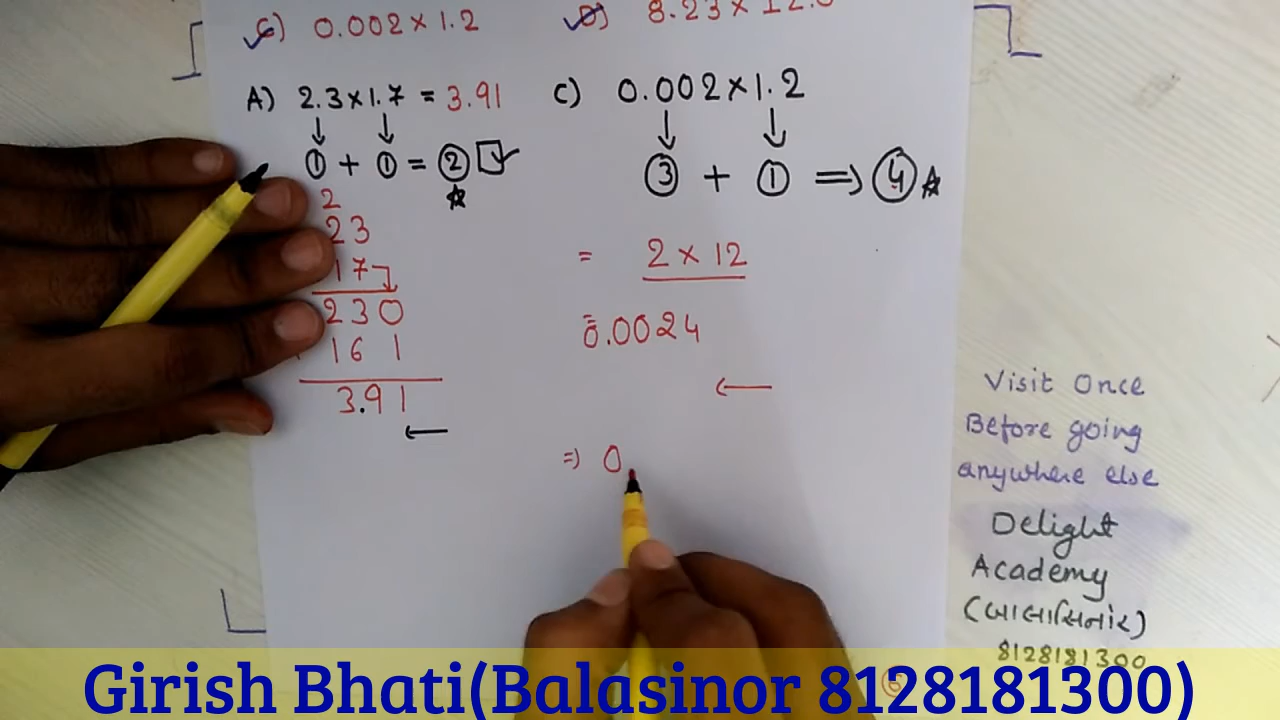 C) 0.002 × 1.2
D) 8.23 ×
A) 2.3 × 1.7 = 3.91
① + ① = ②
2
23
17
230
161
3.91
C) 0.002 × 1.2
③ + ① ⇒ ④
= 2 × 12
=
0.0024
⇒ 0
Visit Once
Before going
anywhere else
Delight
Academy
(બાલાસિનોર)
8128181300
Girish Bhati(Balasinor 8128181300)